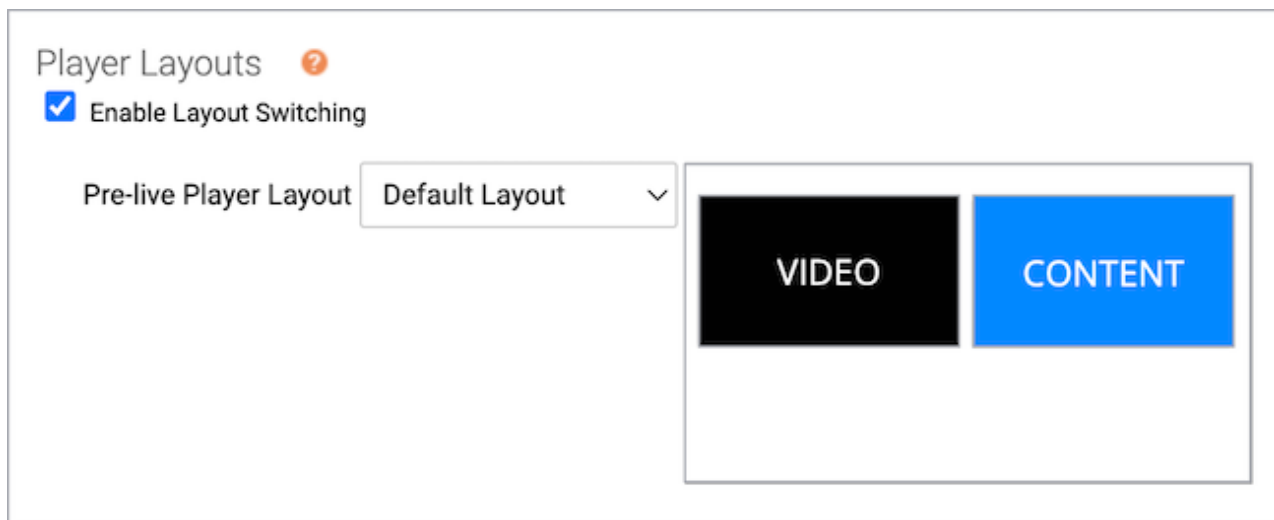 Player Layouts ?
Enable Layout Switching
Pre-live Player Layout Default Layout
VIDEO CONTENT